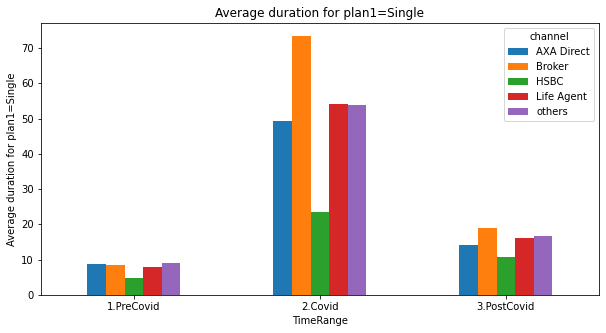 Average duration for plan1=Single
channel
AXA Direct
Broker
HSBC
Life Agent
others
Average duration for plan1=Single
70
60
50
40
30
20
10
0
1.PreCovid
2.Covid
3.PostCovid
TimeRange